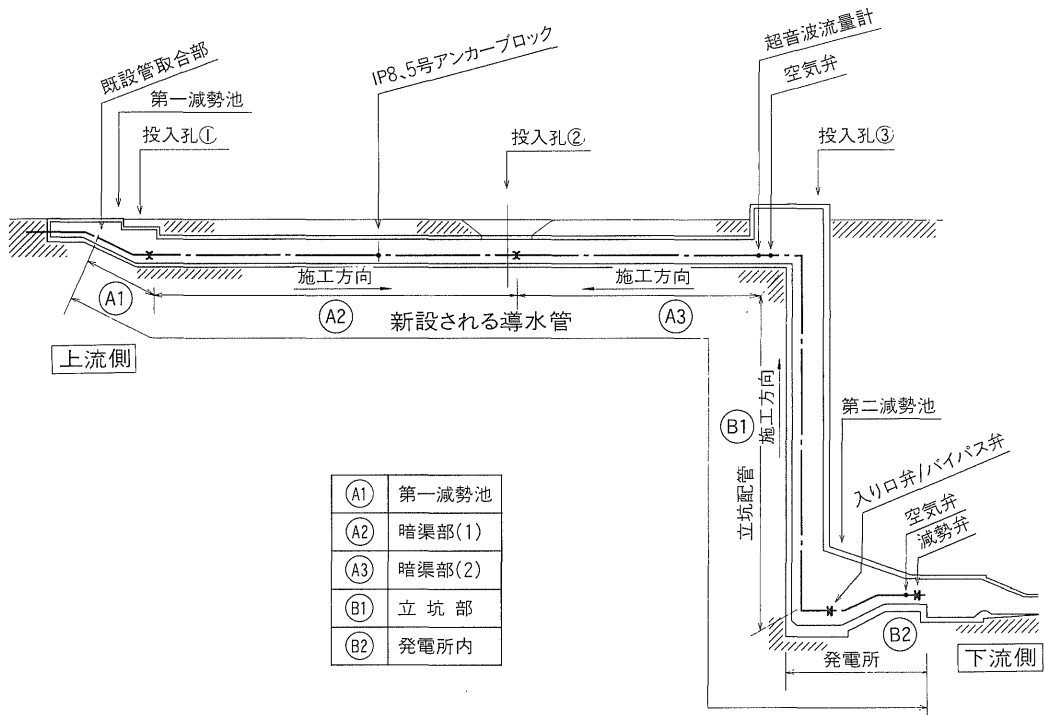 超音波流量計
空気弁
IP8、5号アンカーブロック
既設管取合部
第一減勢池
投入孔①
投入孔②
投入孔③
施工方向
施工方向
A1
A2
新設される導水管
A3
上流側
施工方向
B1
立坑配管
第二減勢池
入り口弁/バイパス弁
空気弁
減勢弁
A1 第一減勢池
A2 暗渠部(1)
A3 暗渠部(2)
B1 立坑部
B2 発電所内
B2
発電所
下流側